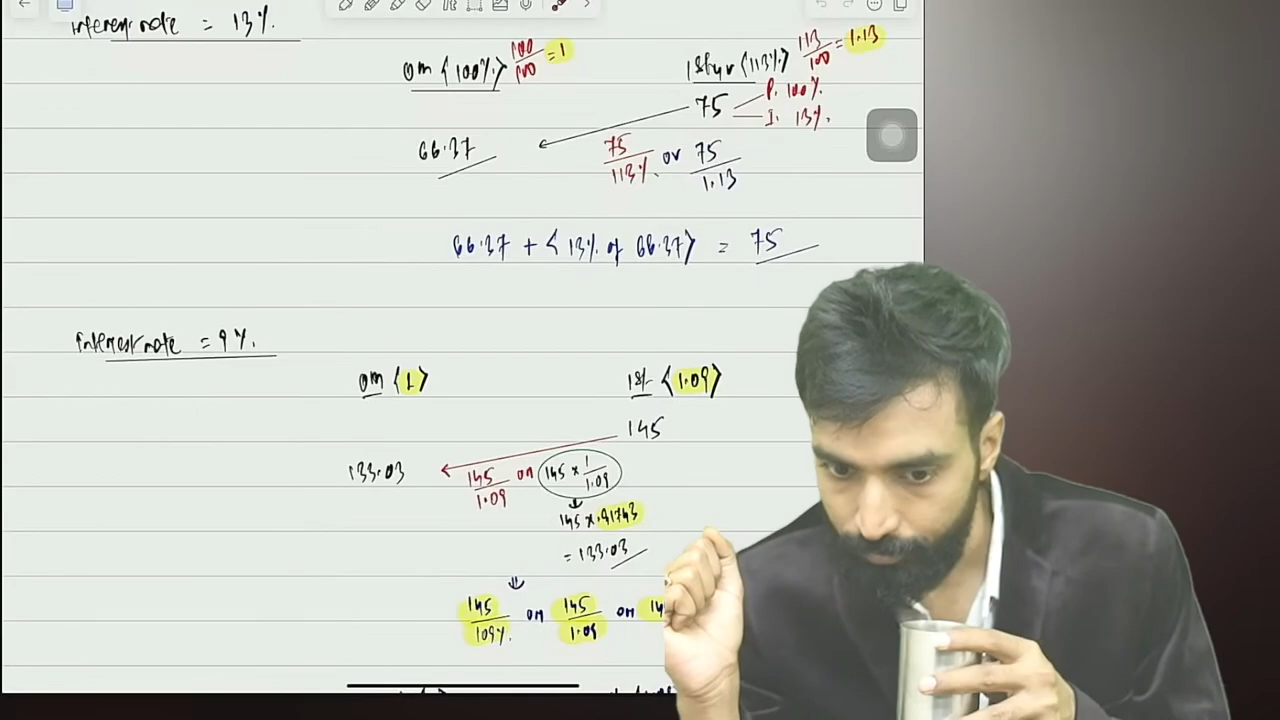 interest rate = 13%.
0m <100%> 100/100 = 1
1styr <113%> 113/100 = 1.13
75
P. 100%
I. 13%.
66.37
75/113% or 75/1.13
66.37 + <13% of 66.37> = 75
interest rate = 9%.
0m <1>
1st <1.09>
145
133.03
145/1.09 or 145 × 1/1.09
145 × .91743
= 133.03
145/109% or 145/1.09 or